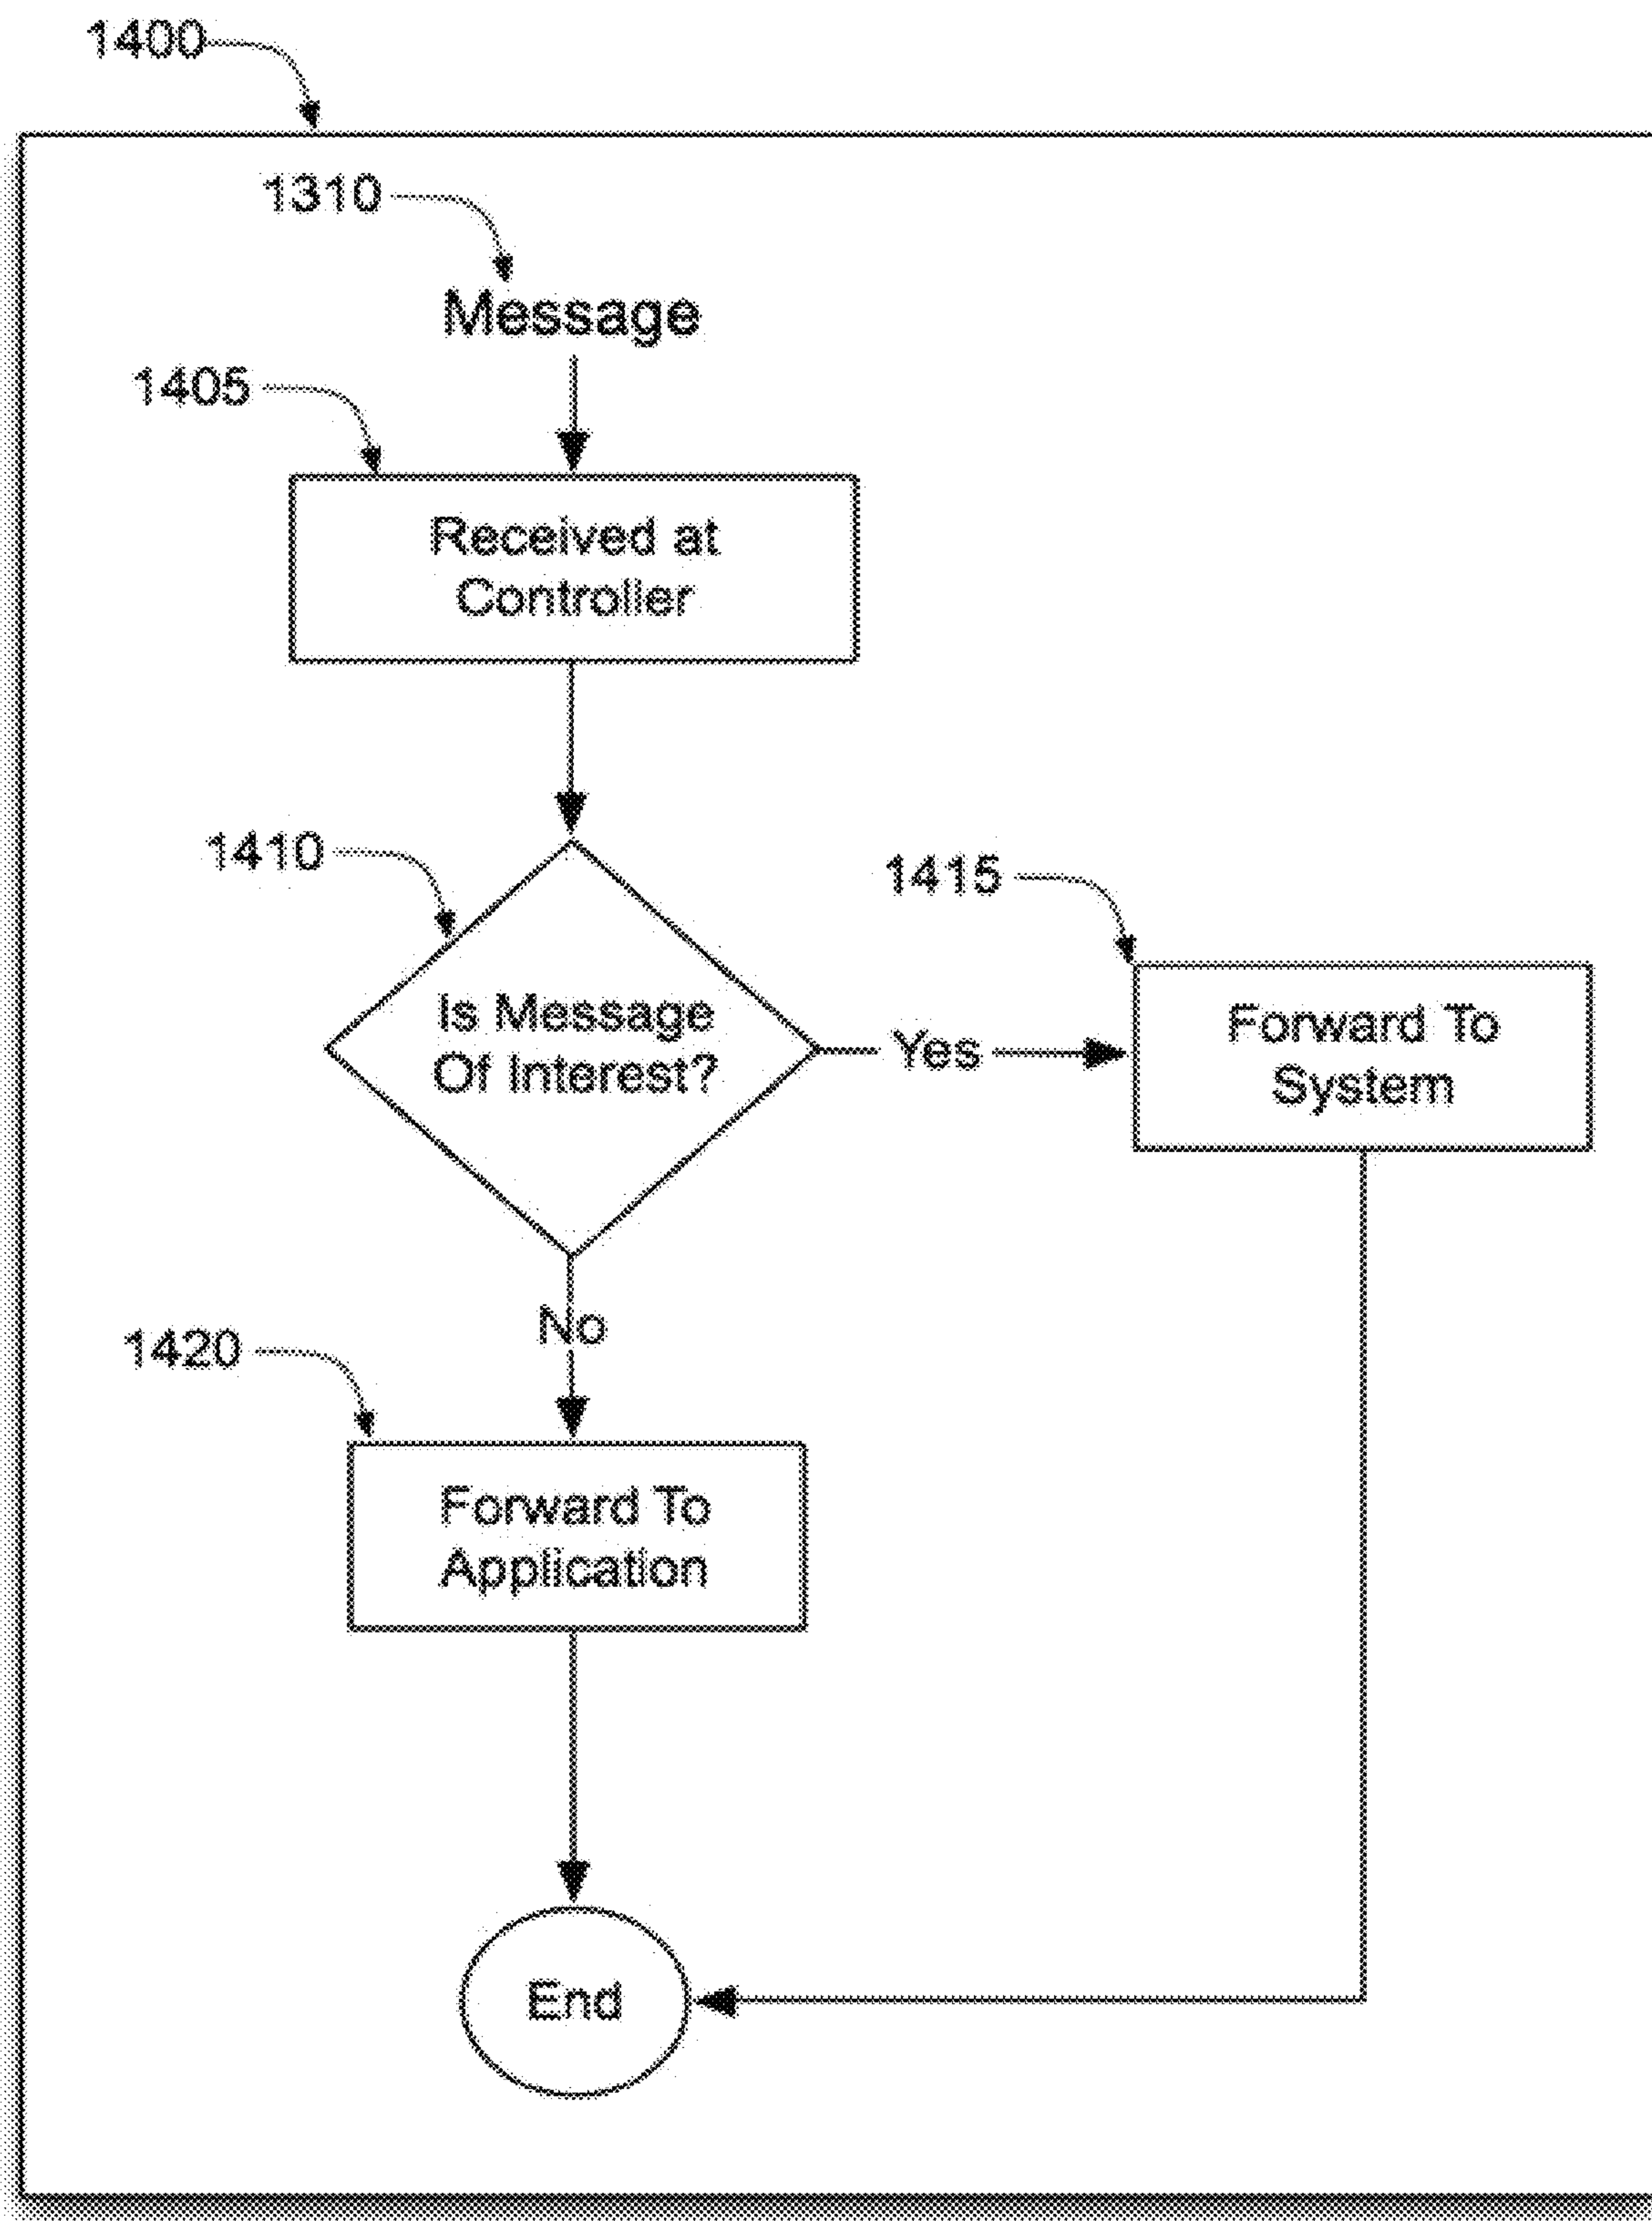 1400
1310
Message
1405
Received at
Controller
1410
1415
Is Message
Of Interest?
Yes
Forward To
System
No
1420
Forward To
Application
End